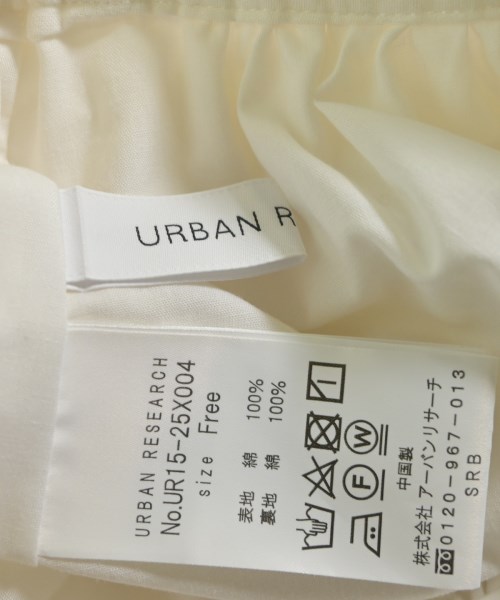 URBAN R
URBAN RESEARCH
No.UR15-25X004
size Free
表地 綿 100%
裏地 綿 100%
中国製
株式会社 アーバンリサーチ
0120-967-013
SRB